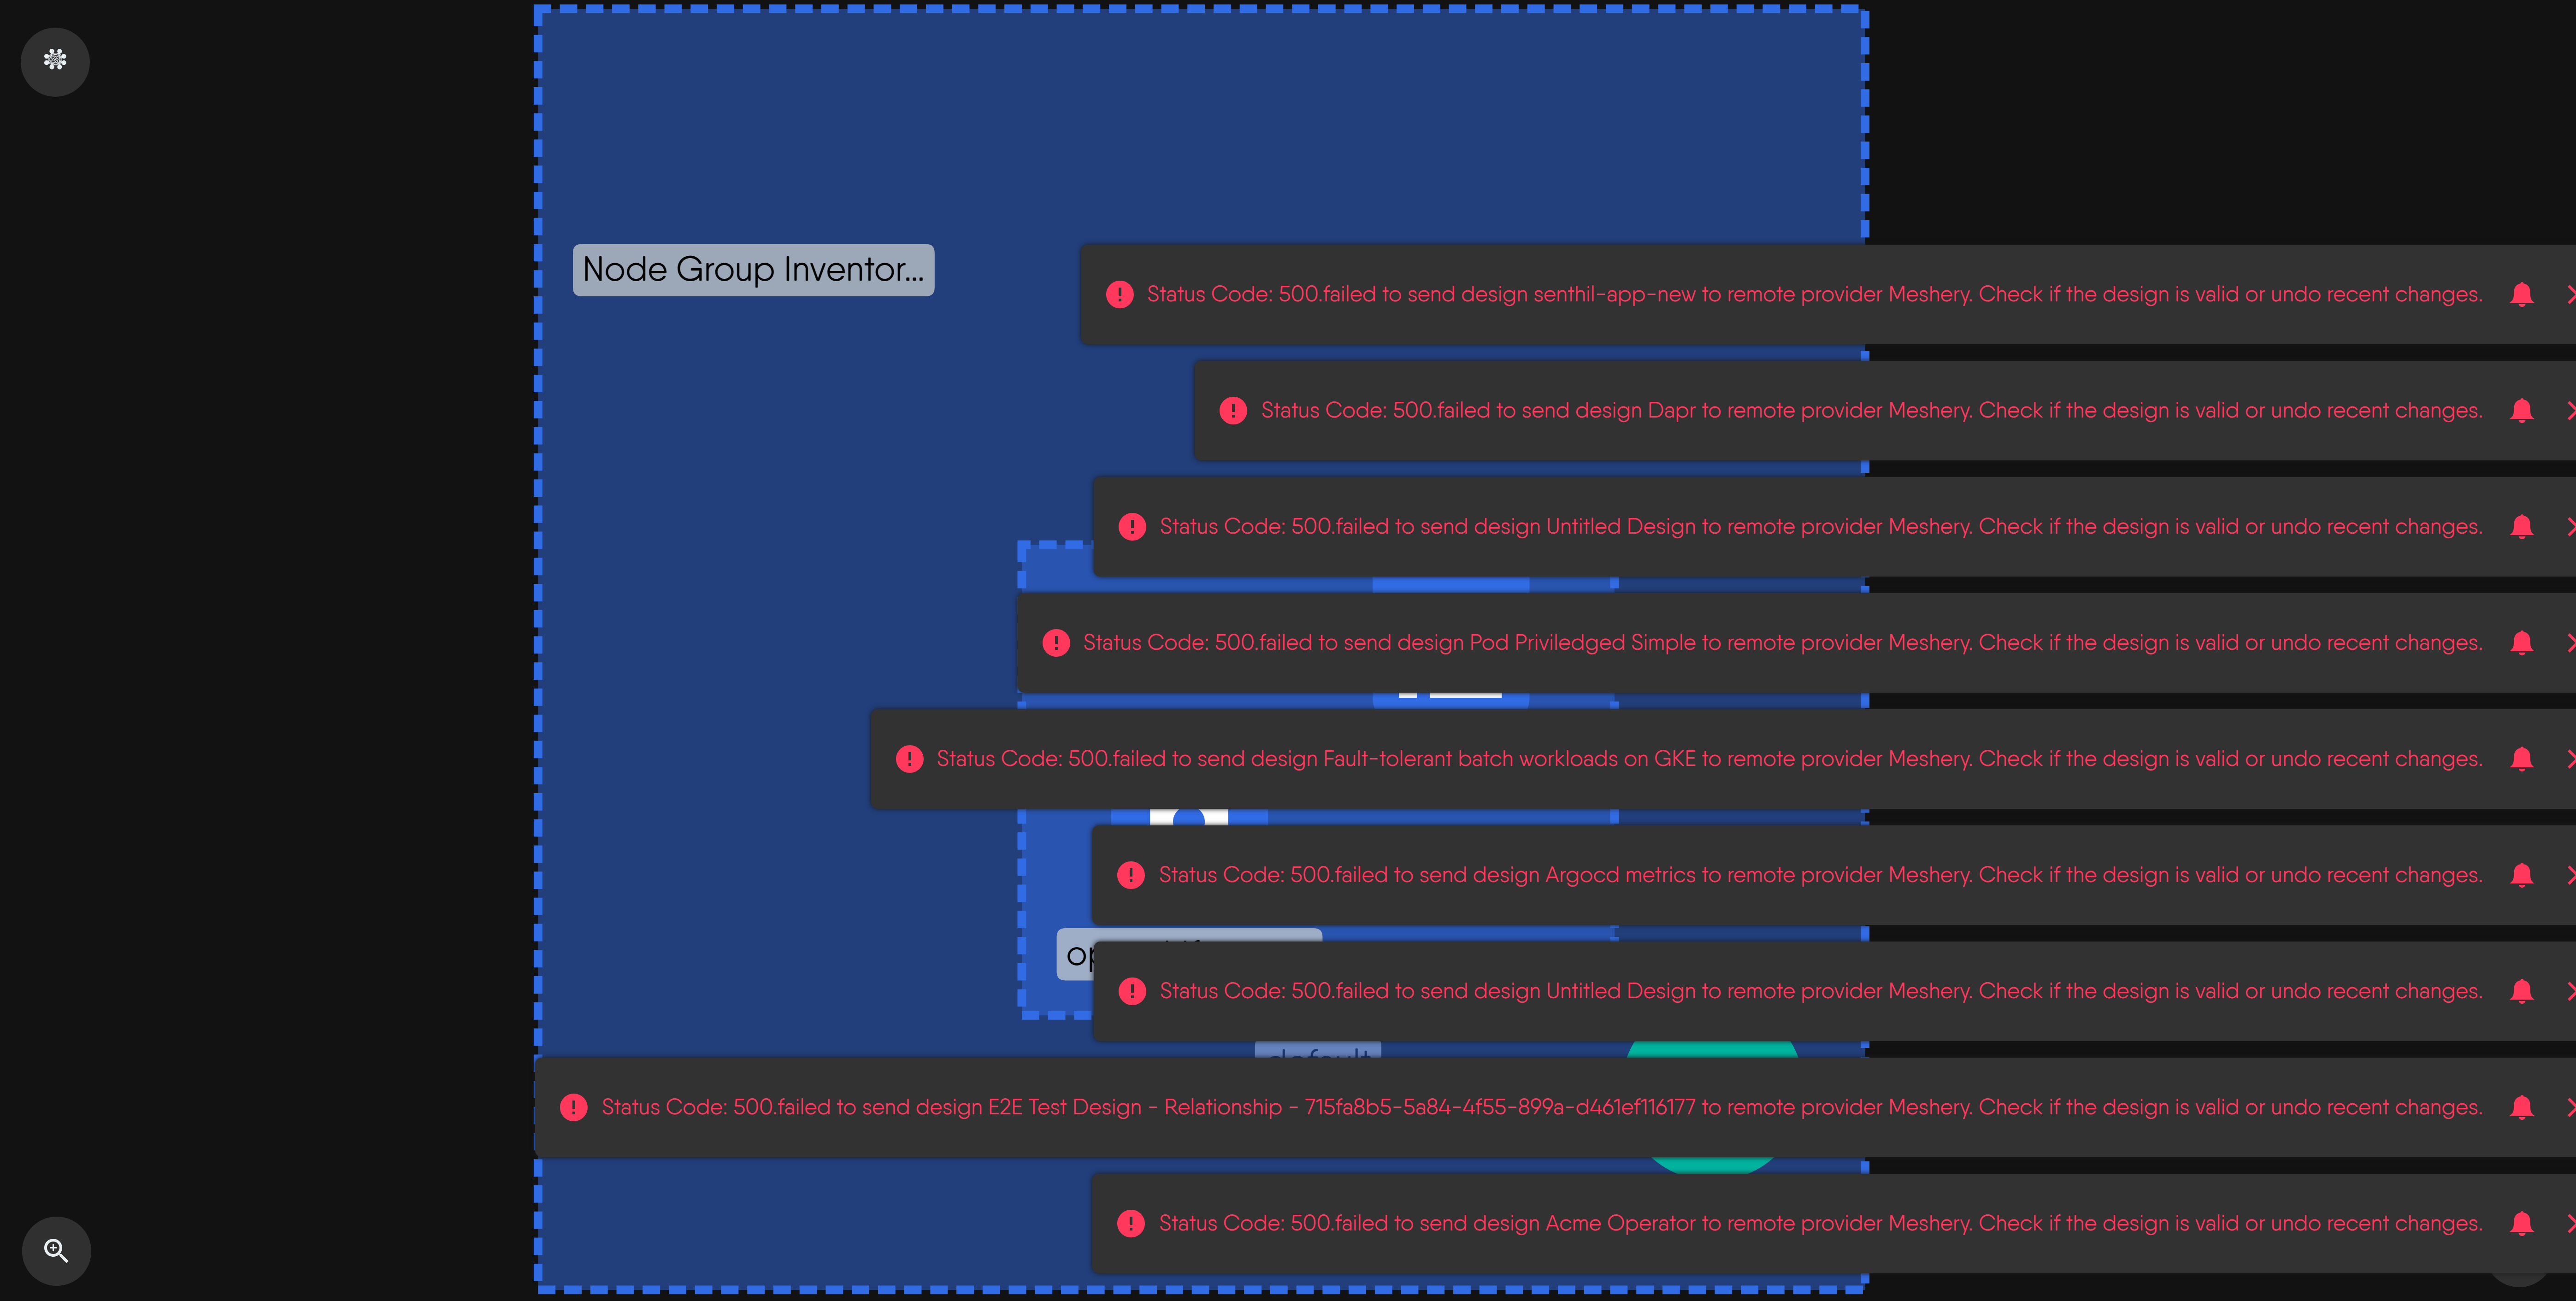 Node Group Inventor...
Status Code: 500.failed to send design senthil-app-new to remote provider Meshery. Check if the design is valid or undo recent changes.
Status Code: 500.failed to send design Dapr to remote provider Meshery. Check if the design is valid or undo recent changes.
Status Code: 500.failed to send design Untitled Design to remote provider Meshery. Check if the design is valid or undo recent changes.
Status Code: 500.failed to send design Pod Priviledged Simple to remote provider Meshery. Check if the design is valid or undo recent changes.
Status Code: 500.failed to send design Fault-tolerant batch workloads on GKE to remote provider Meshery. Check if the design is valid or undo recent changes.
Status Code: 500.failed to send design Argocd metrics to remote provider Meshery. Check if the design is valid or undo recent changes.
Status Code: 500.failed to send design Untitled Design to remote provider Meshery. Check if the design is valid or undo recent changes.
default
Status Code: 500.failed to send design E2E Test Design - Relationship - 715fa8b5-5a84-4f55-899a-d461ef116177 to remote provider Meshery. Check if the design is valid or undo recent changes.
Status Code: 500.failed to send design Acme Operator to remote provider Meshery. Check if the design is valid or undo recent changes.